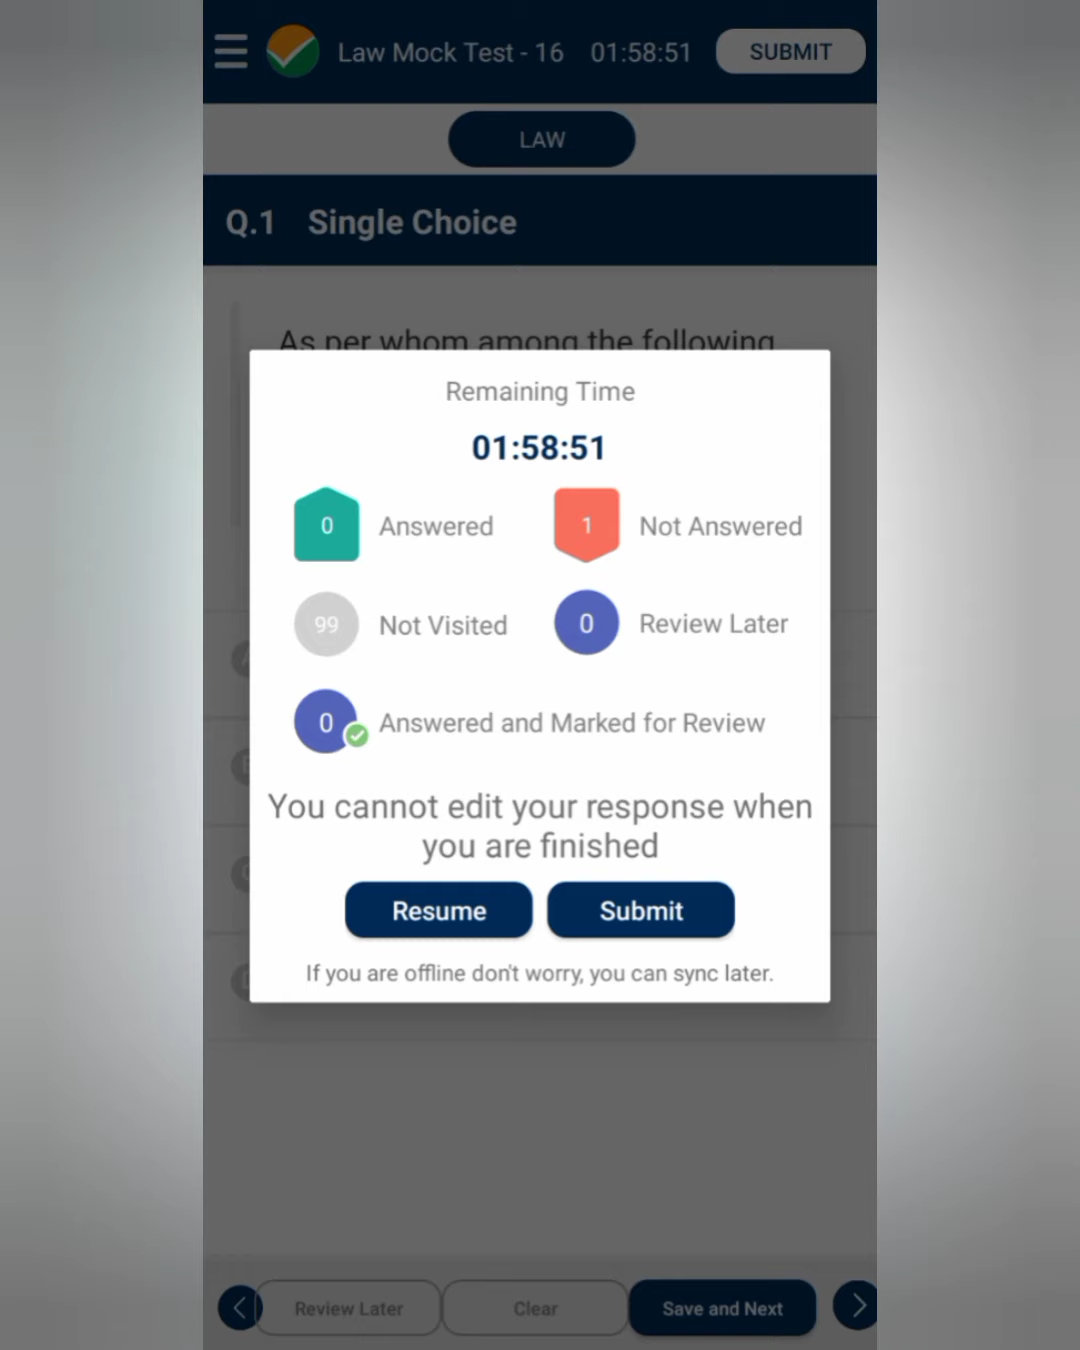 Law Mock Test - 16 01:58:51 SUBMIT
LAW
Q.1 Single Choice
As per whom among the following
Remaining Time
01:58:51
0 Answered 1 Not Answered
99 Not Visited 0 Review Later
0 Answered and Marked for Review
You cannot edit your response when
you are finished
Resume Submit
If you are offline don't worry, you can sync later.
Review Later Clear Save and Next